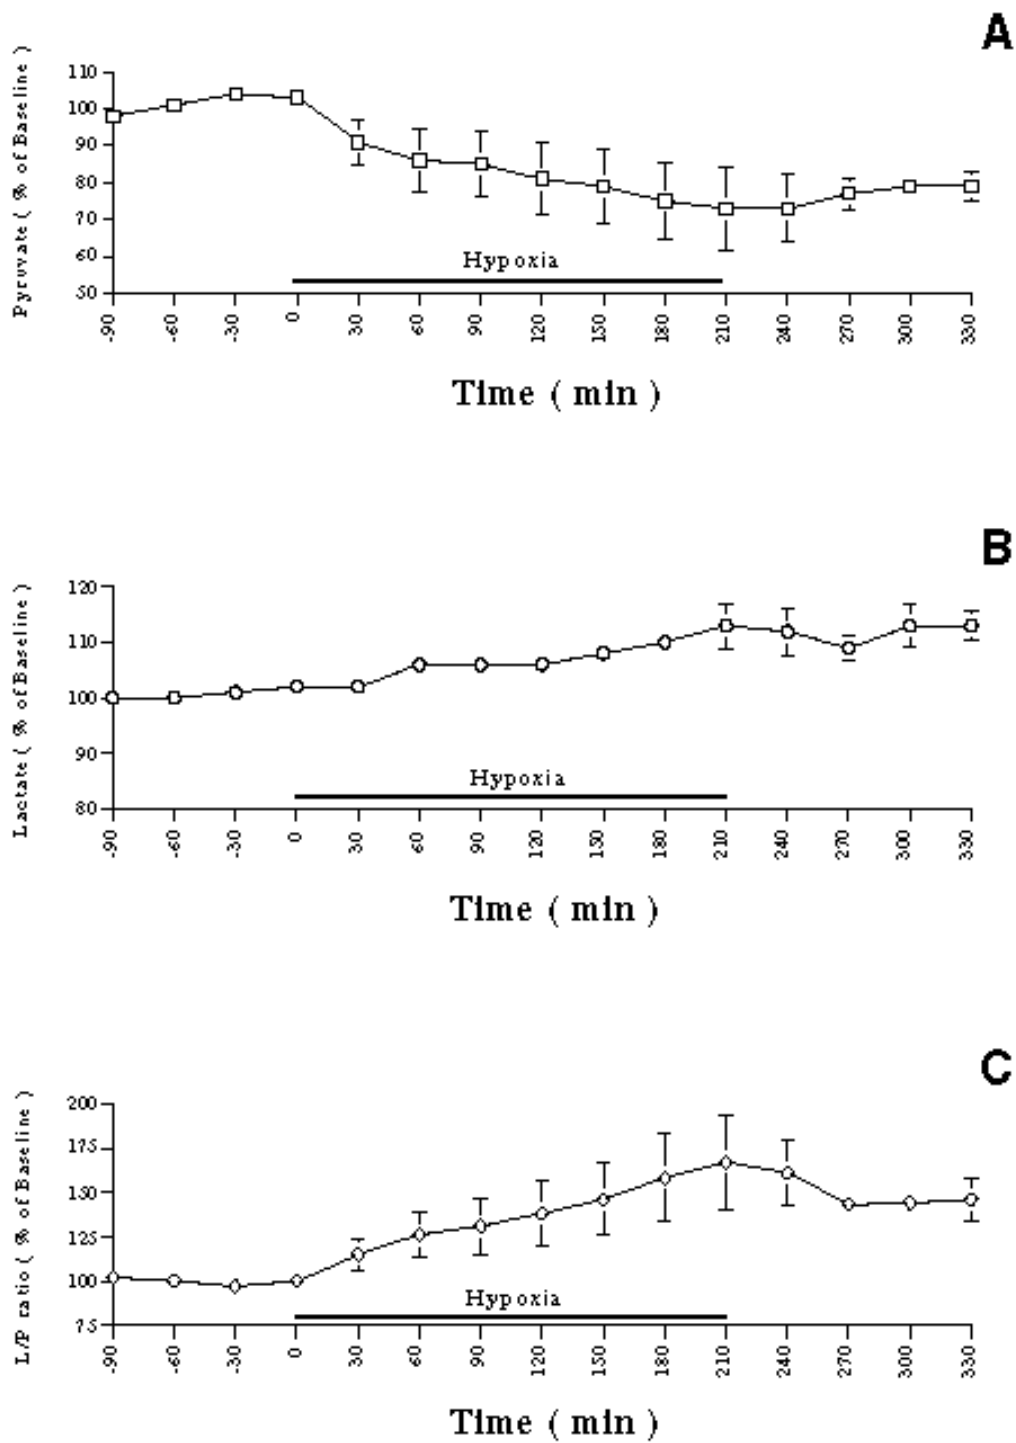 A
Pyruvate ( % of Baseline )
110
100
90
80
70
60
50
Hypoxia
-90 -60 -30 0 30 60 90 120 150 180 210 240 270 300 330
Time ( min )
B
Lactate ( % of Baseline )
120
110
100
90
80
Hypoxia
-90 -60 -30 0 30 60 90 120 150 180 210 240 270 300 330
Time ( min )
C
L/P ratio ( % of Baseline )
200
175
150
125
100
75
Hypoxia
-90 -60 -30 0 30 60 90 120 150 180 210 240 270 300 330
Time ( min )